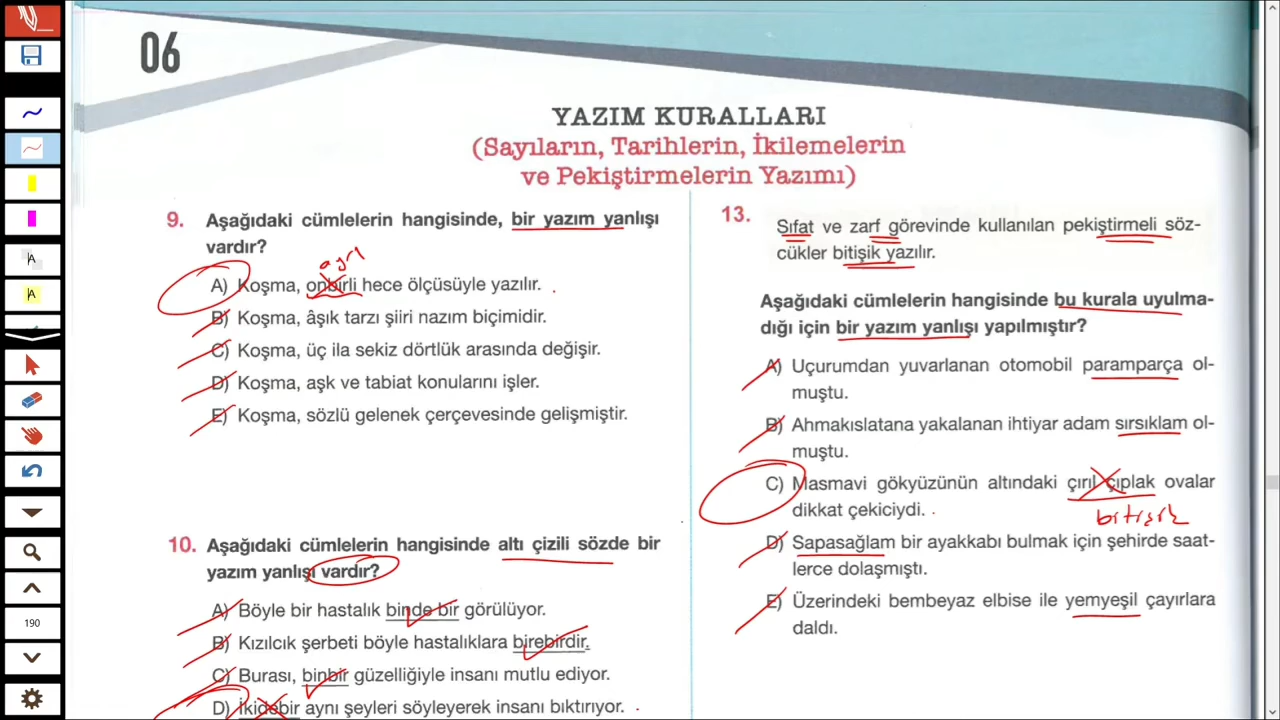 06
YAZIM KURALLARI
(Sayıların, Tarihlerin, İkilemelerin
ve Pekiştirmelerin Yazımı)
9. Aşağıdaki cümlelerin hangisinde, bir yazım yanlışı
vardır?
ayrı
A) Koşma, onbirli hece ölçüsüyle yazılır.
B) Koşma, âşık tarzı şiiri nazım biçimidir.
C) Koşma, üç ila sekiz dörtlük arasında değişir.
D) Koşma, aşk ve tabiat konularını işler.
E) Koşma, sözlü gelenek çerçevesinde gelişmiştir.
10. Aşağıdaki cümlelerin hangisinde altı çizili sözde bir
yazım yanlışı vardır?
A) Böyle bir hastalık binde bir görülüyor.
B) Kızılcık şerbeti böyle hastalıklara birebirdir.
C) Burası, binbir güzelliğiyle insanı mutlu ediyor.
D) İkidebir aynı şeyleri söyleyerek insanı bıktırıyor.
13.
Sıfat ve zarf görevinde kullanılan pekiştirmeli söz-
cükler bitişik yazılır.
Aşağıdaki cümlelerin hangisinde bu kurala uyulma-
dığı için bir yazım yanlışı yapılmıştır?
A) Uçurumdan yuvarlanan otomobil paramparça ol-
muştu.
B) Ahmakıslatana yakalanan ihtiyar adam sırsıklam ol-
muştu.
C) Masmavi gökyüzünün altındaki çırıl çıplak ovalar
dikkat çekiciydi.
bitişik
D) Sapasağlam bir ayakkabı bulmak için şehirde saat-
lerce dolaşmıştı.
E) Üzerindeki bembeyaz elbise ile yemyeşil çayırlara
daldı.
A
A
190